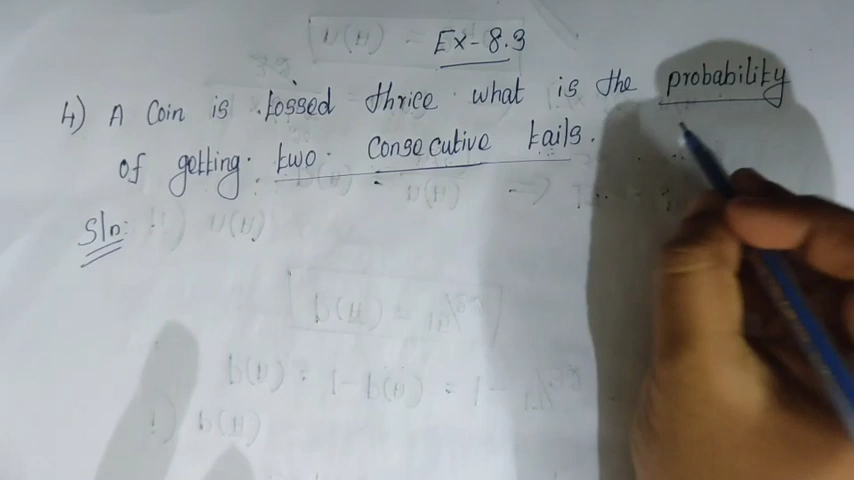 Ex-8.3
4) A Coin is tossed thrice. what is the probability
of getting two consecutive tails.
Sln: